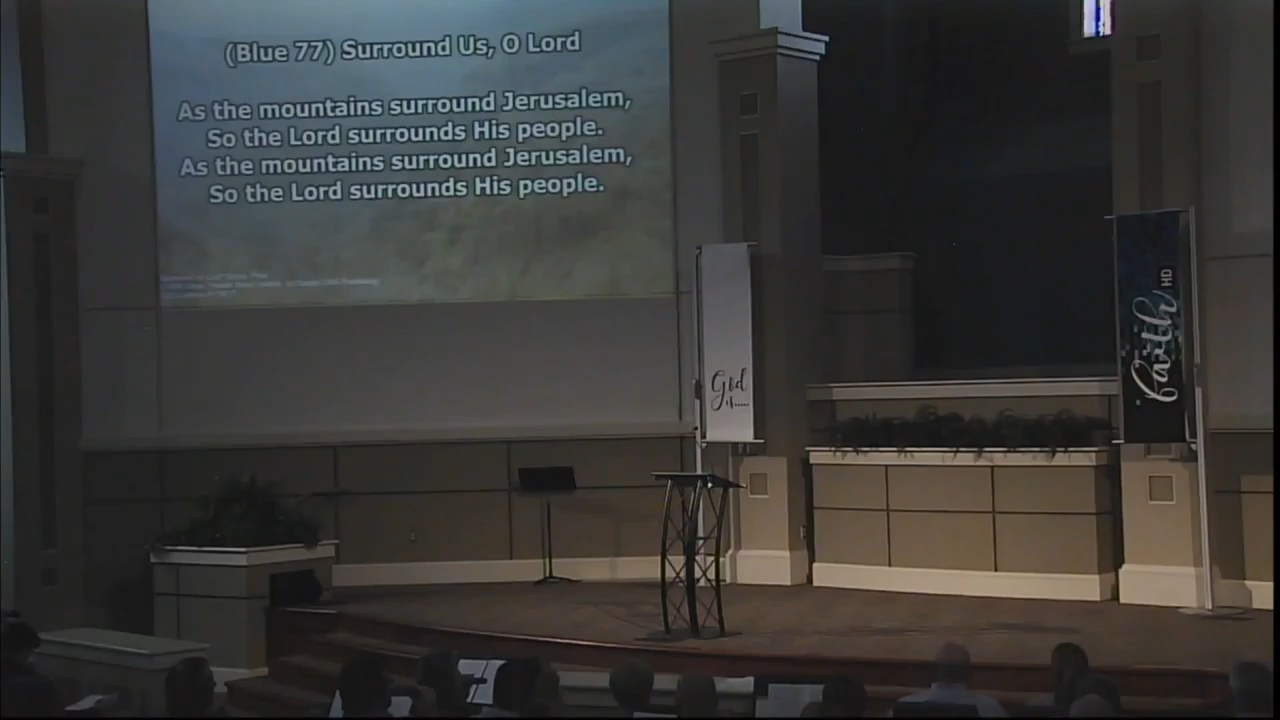 (Blue 77) Surround Us, O Lord
As the mountains surround Jerusalem,
So the Lord surrounds His people.
As the mountains surround Jerusalem,
So the Lord surrounds His people.
God
is.....
faith
HD